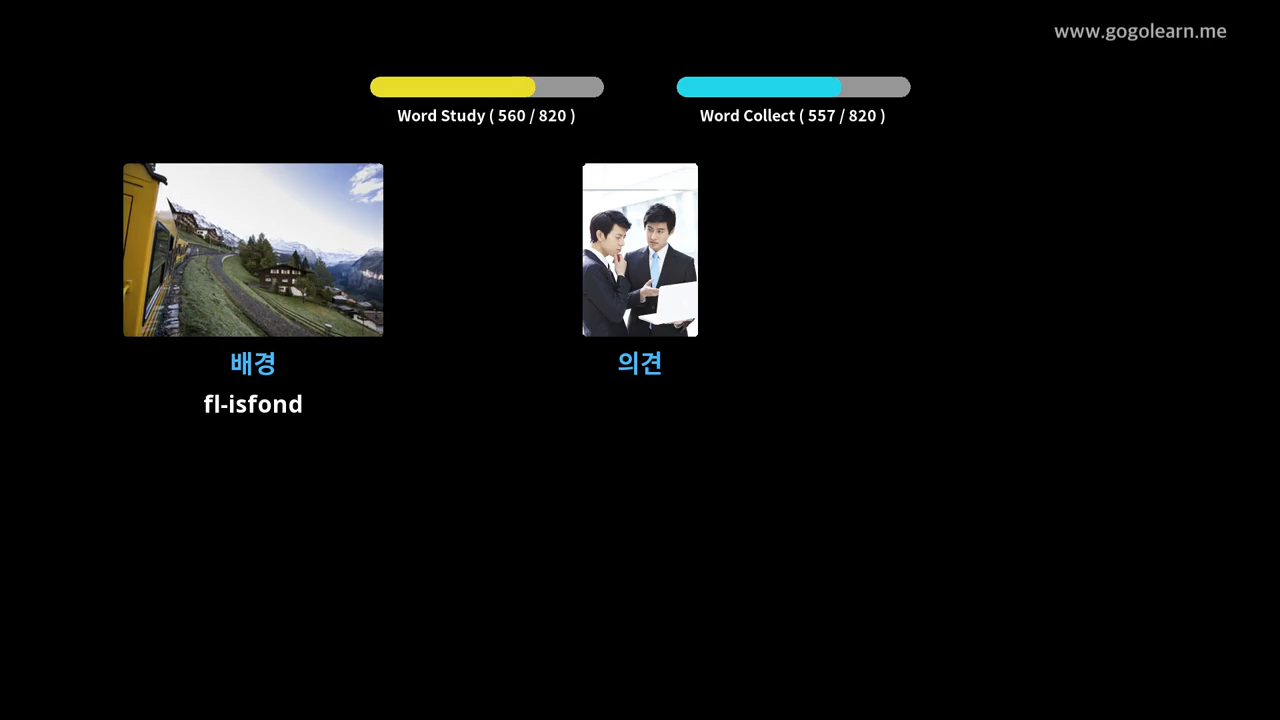 www.gogolearn.me
Word Study ( 560 / 820 )
Word Collect ( 557 / 820 )
배경
의견
fl-isfond